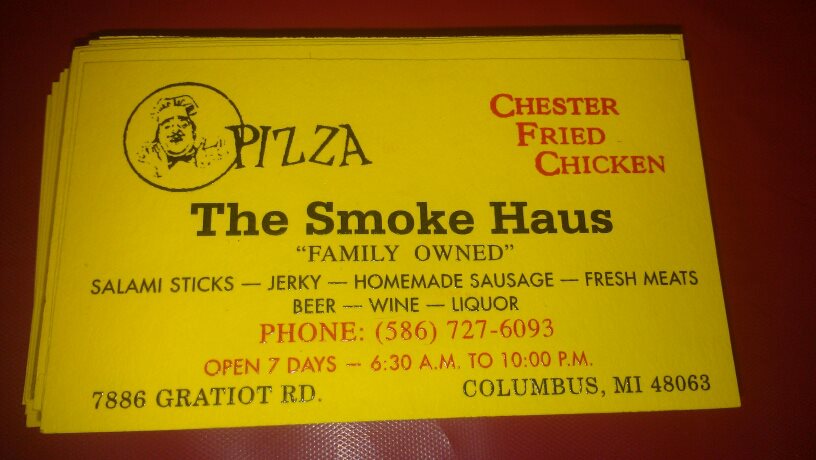 PIZZA
CHESTER
FRIED
CHICKEN
The Smoke Haus
“FAMILY OWNED”
SALAMI STICKS — JERKY — HOMEMADE SAUSAGE — FRESH MEATS
BEER — WINE — LIQUOR
PHONE: (586) 727-6093
OPEN 7 DAYS — 6:30 A.M. TO 10:00 P.M.
7886 GRATIOT RD. COLUMBUS, MI 48063